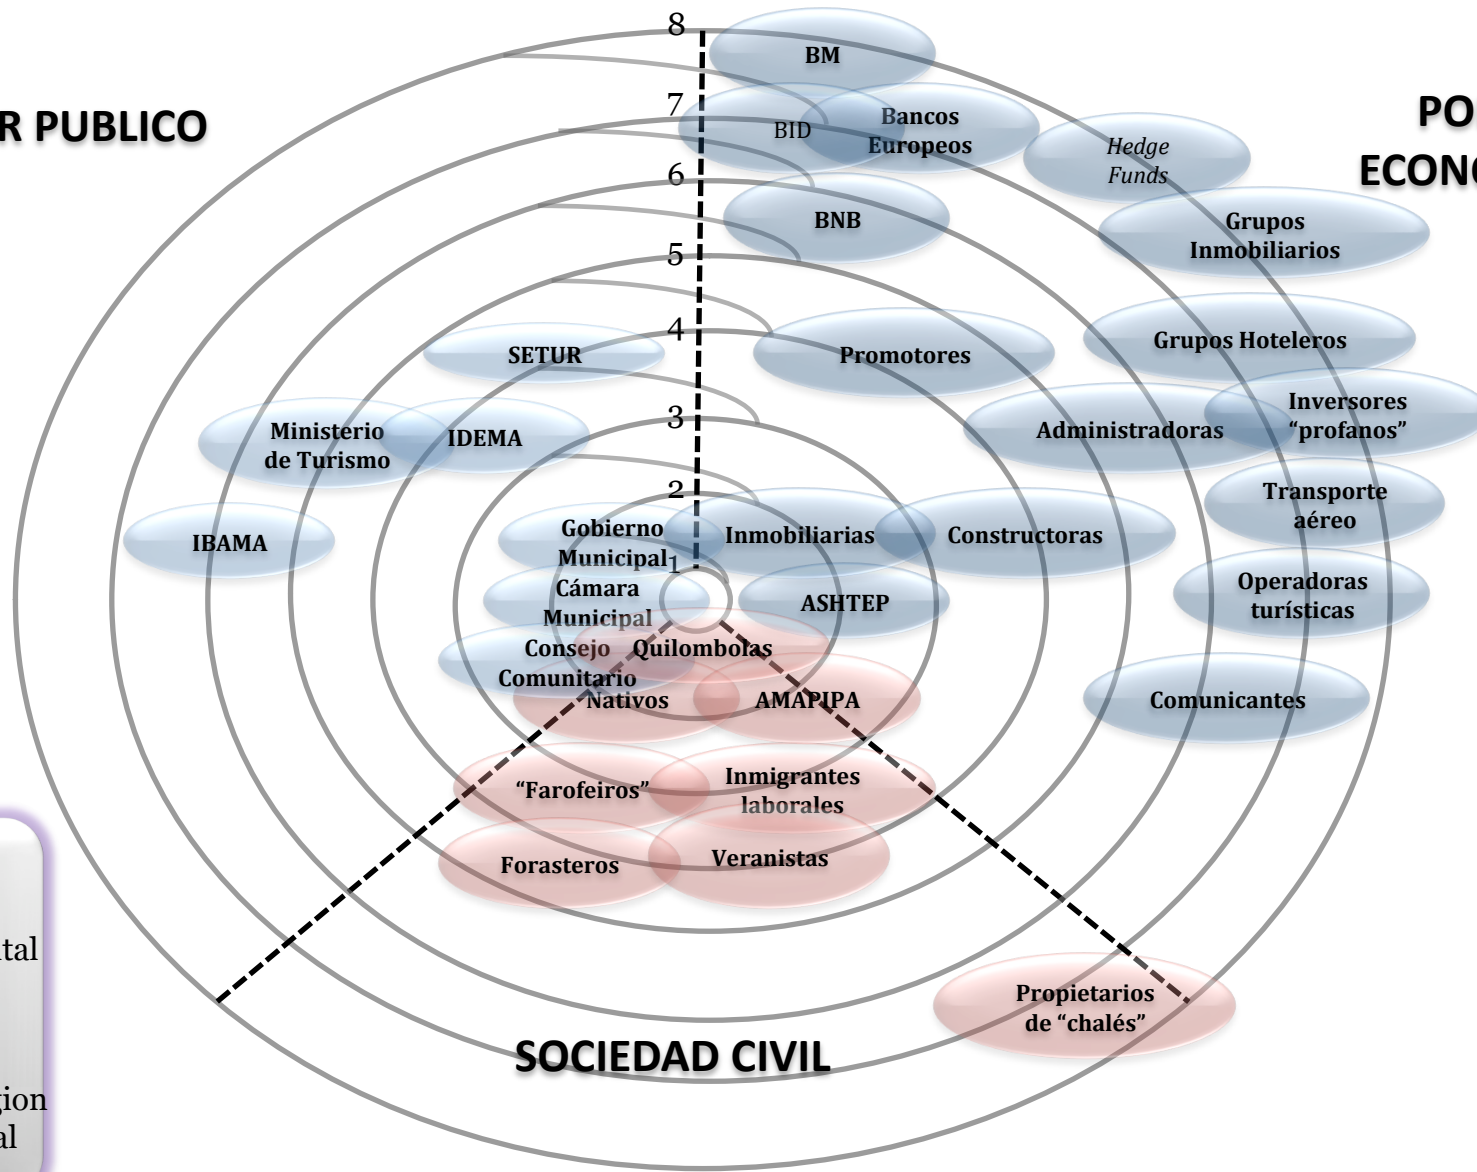 8
BM
R PUBLICO
7
BID
Bancos
Europeos
PO
ECONO
Hedge
Funds
6
BNB
Grupos
Inmobiliarios
5
4
SETUR
Promotores
Grupos Hoteleros
3
Ministerio
de Turismo
IDEMA
Administradoras
Inversores
“profanos”
2
Transporte
aéreo
IBAMA
Gobierno
Municipal
1
Inmobiliarias
Constructoras
Cámara
Municipal
ASHTEP
Operadoras
turísticas
Consejo
Comunitario
Quilombolas
Nativos
AMAPIPA
Comunicantes
“Farofeiros”
Inmigrantes
laborales
Forasteros
Veranistas
tal
Propietarios
de “chalés”
SOCIEDAD CIVIL
gion
al